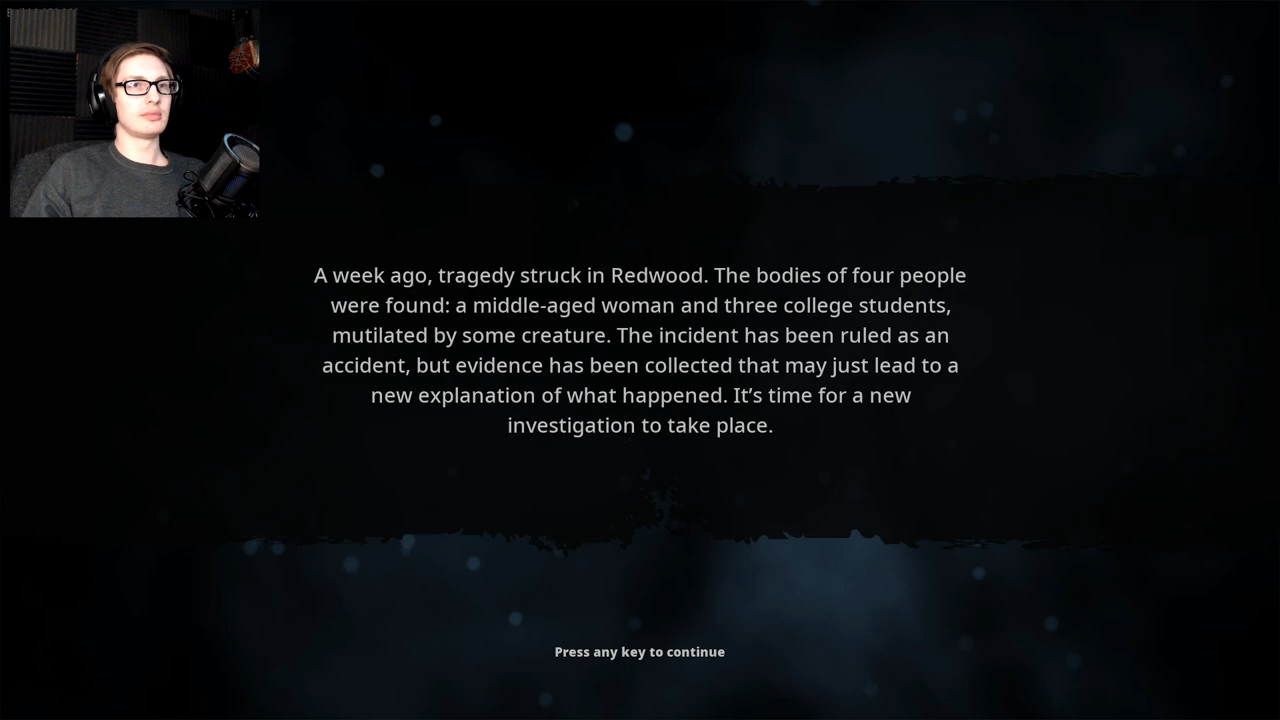 A week ago, tragedy struck in Redwood. The bodies of four people
were found: a middle-aged woman and three college students,
mutilated by some creature. The incident has been ruled as an
accident, but evidence has been collected that may just lead to a
new explanation of what happened. It’s time for a new
investigation to take place.
Press any key to continue